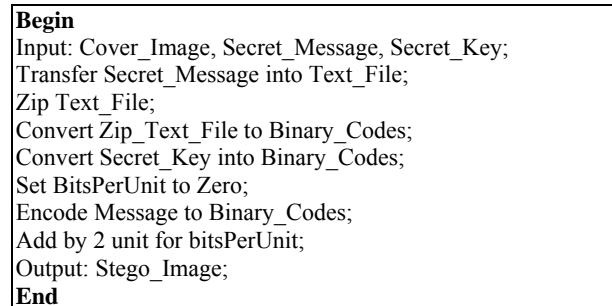 Begin
Input: Cover_Image, Secret_Message, Secret_Key;
Transfer Secret_Message into Text_File;
Zip Text_File;
Convert Zip_Text_File to Binary_Codes;
Convert Secret_Key into Binary_Codes;
Set BitsPerUnit to Zero;
Encode Message to Binary_Codes;
Add by 2 unit for bitsPerUnit;
Output: Stego_Image;
End